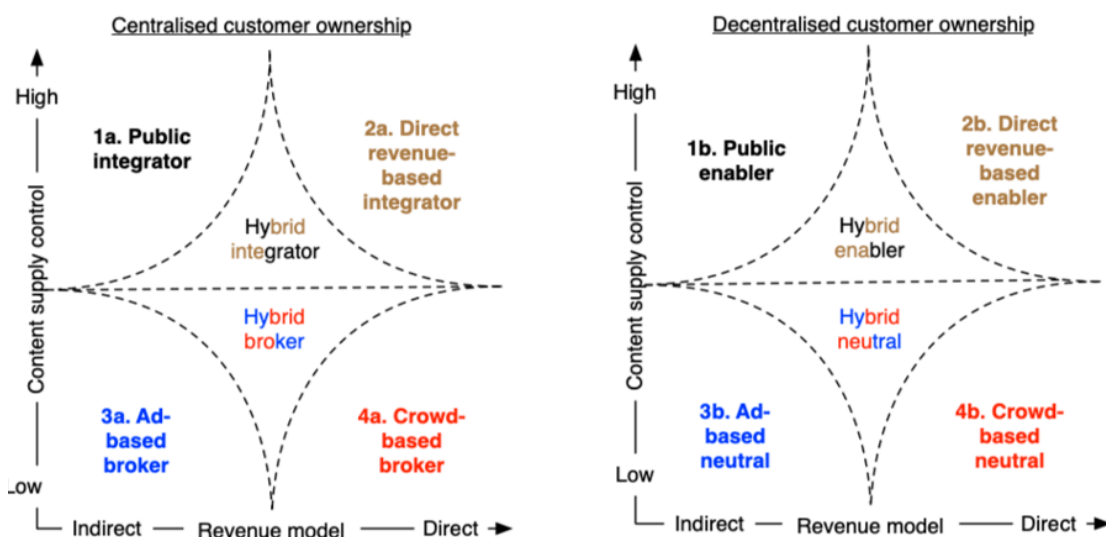 Centralised customer ownership
High
1a. Public
integrator
2a. Direct
revenue-
based
integrator
Hybrid
integrator
Content supply control
Hybrid
broker
3a. Ad-
based
broker
4a. Crowd-
based
broker
Low
Indirect
Revenue model
Direct
Decentralised customer ownership
High
1b. Public
enabler
2b. Direct
revenue-
based
enabler
Hybrid
enabler
Content supply control
Hybrid
neutral
3b. Ad-
based
neutral
4b. Crowd-
based
neutral
Low
Indirect
Revenue model
Direct